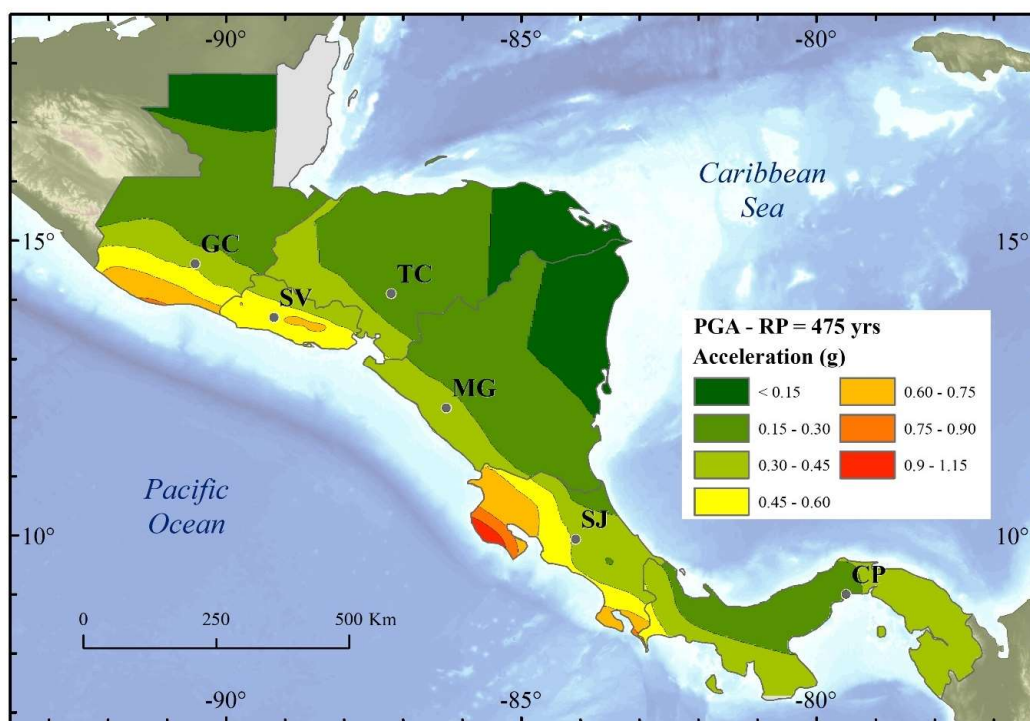 -90°
-85°
-80°
Caribbean
Sea
15°
15°
GC
TC
SV
PGA - RP = 475 yrs
Acceleration (g)
< 0.15
0.60 - 0.75
0.15 - 0.30
0.75 - 0.90
0.30 - 0.45
0.9 - 1.15
0.45 - 0.60
MG
Pacific
Ocean
SJ
10°
10°
CP
0
250
500 Km
-90°
-85°
-80°